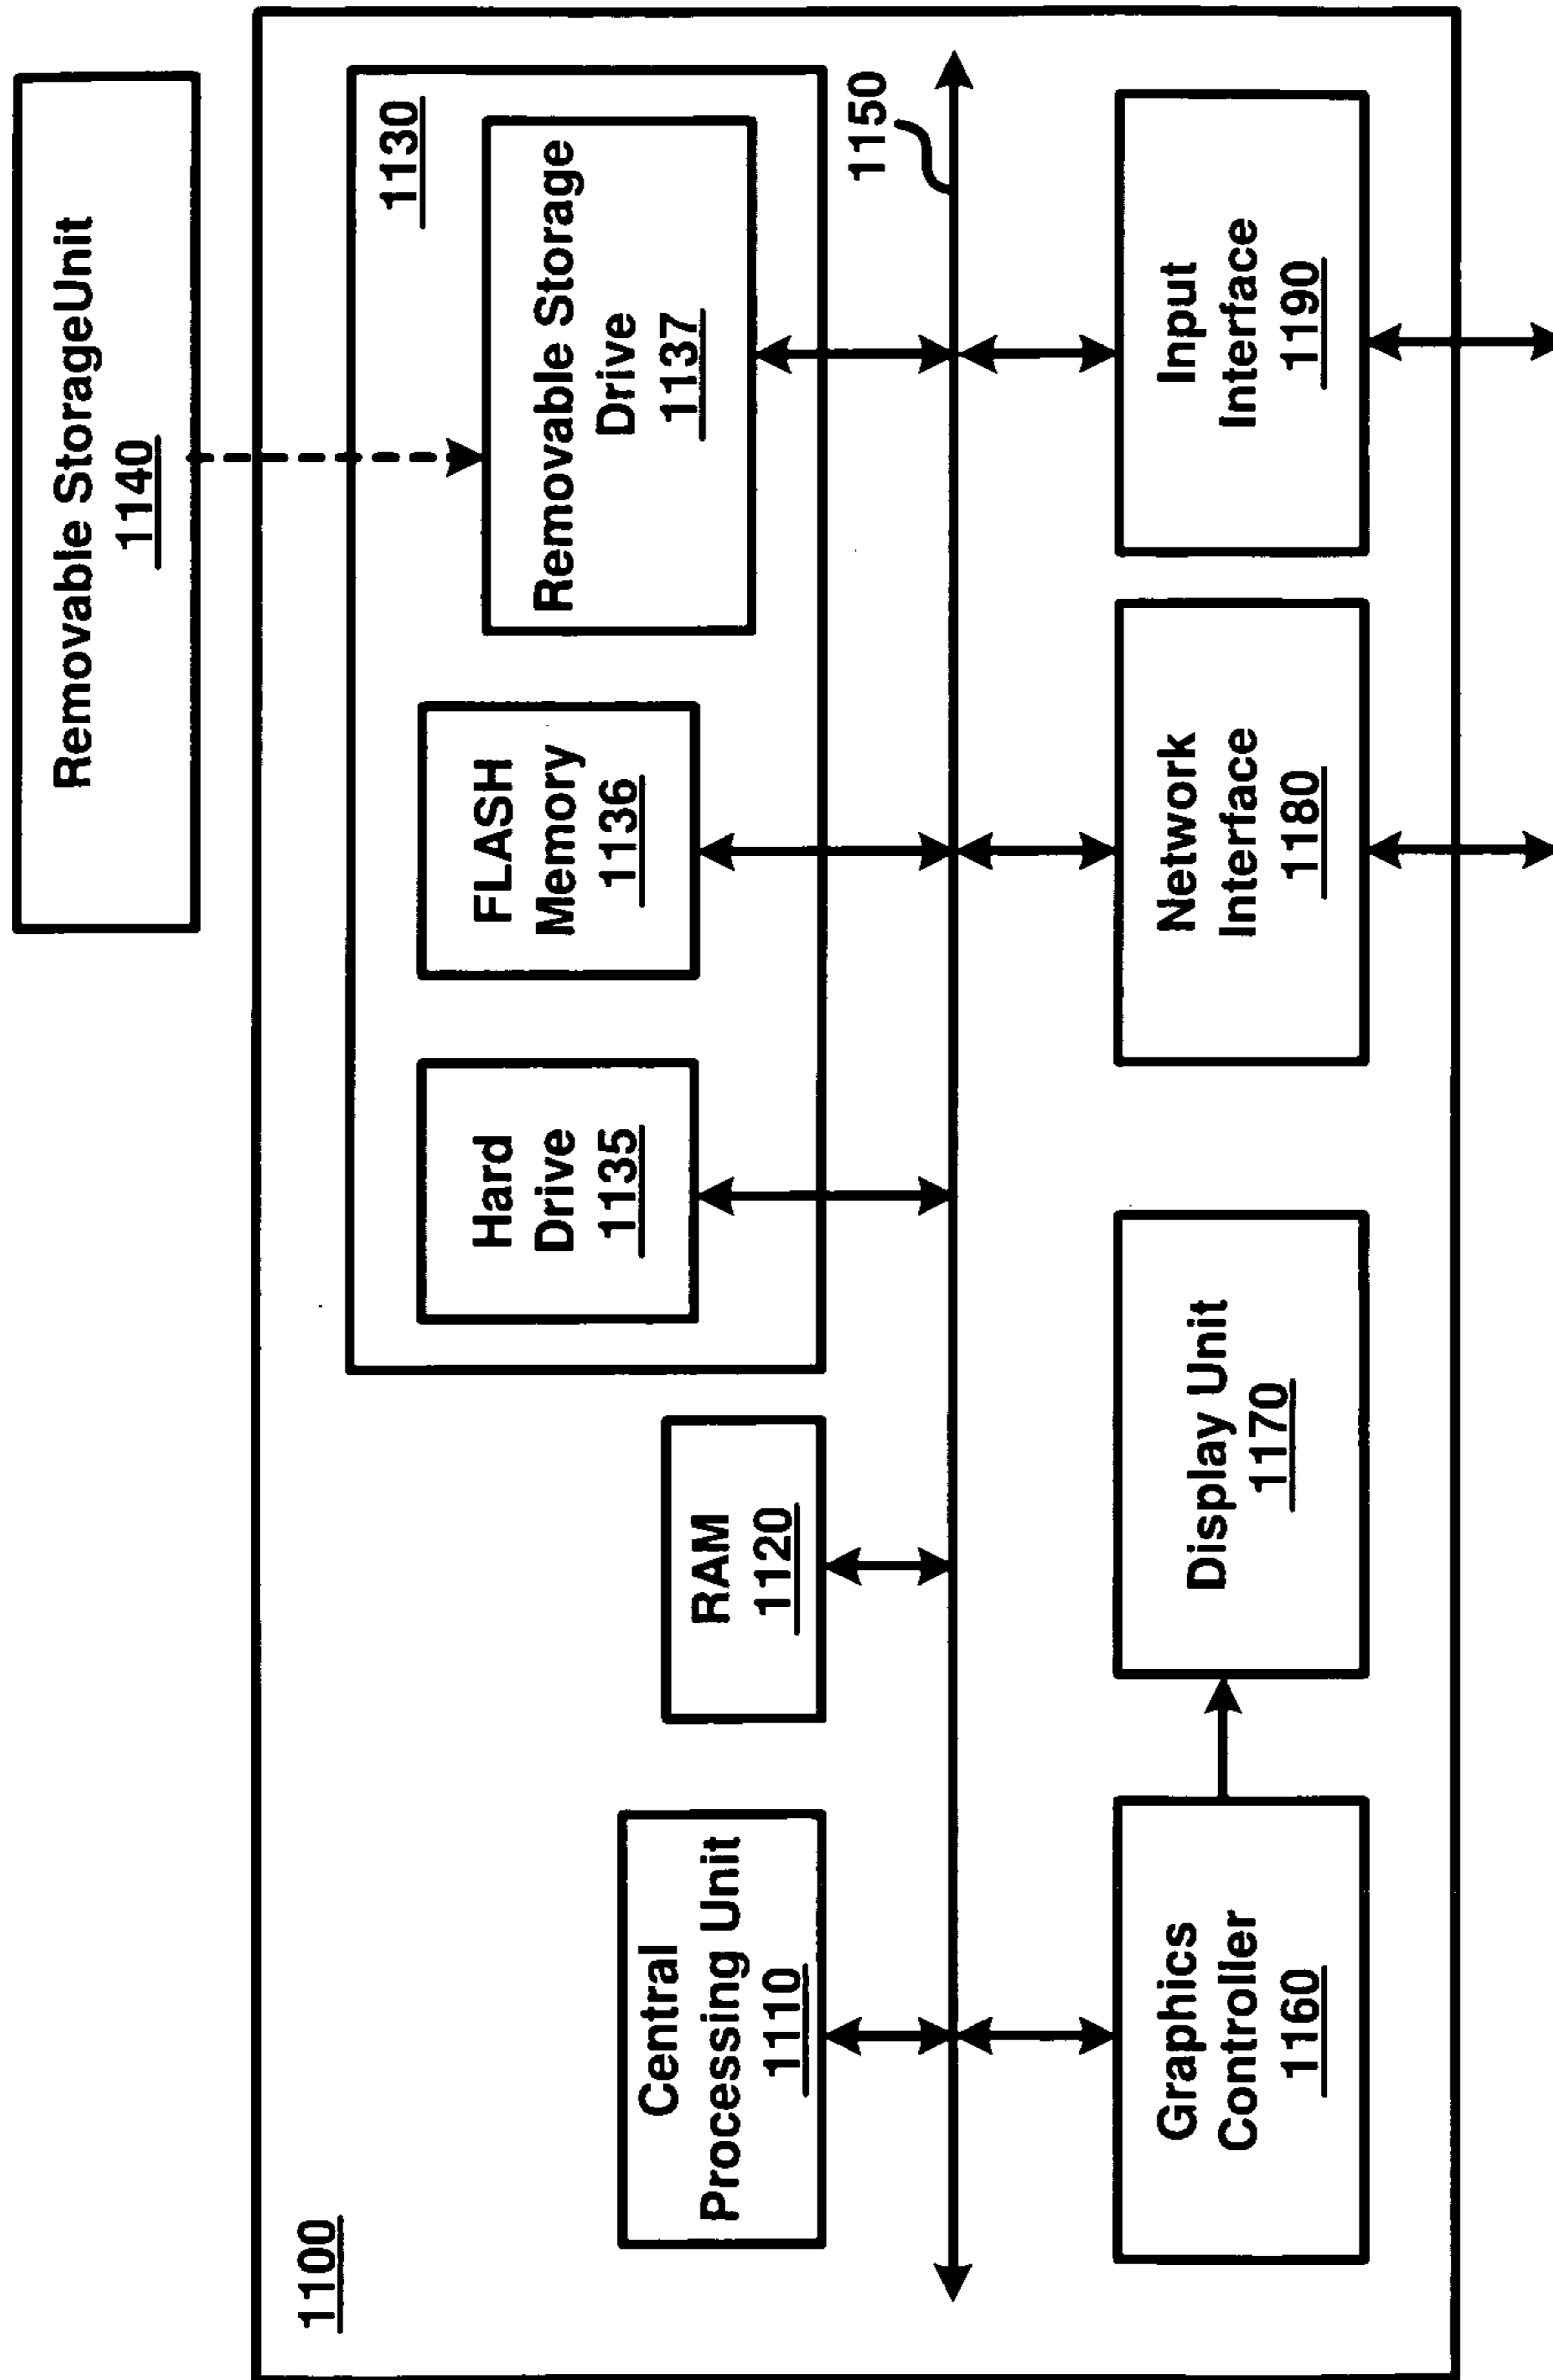 Removable StorageUnit
1140
1100
1130
Central
Processing Unit
1110
RAM
1120
Hard
Drive
1135
FLASH
Memory
1136
Removable Storage
Drive
1137
1150
Graphics
Controller
1160
Display Unit
1170
Network
Interface
1180
Input
Interface
1190